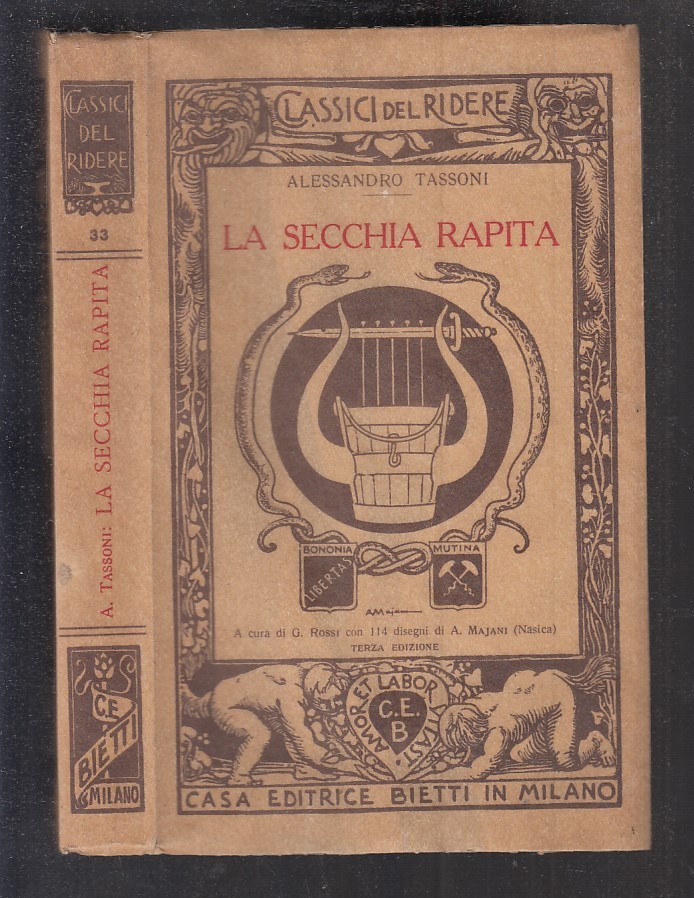 CLASSICI
DEL
RIDERE
33
A. TASSONI: LA SECCHIA RAPITA
C.E.
BIETTI
MILANO
CLASSICI DEL RIDERE
ALESSANDRO TASSONI
LA SECCHIA RAPITA
BONONIA
LIBERTAS
MUTINA
A Majani
A cura di G. ROSSI con 114 disegni di A. MAJANI (Nasica)
TERZA EDIZIONE
AMOR ET LABOR VITAST.
C.E.
B
CASA EDITRICE BIETTI IN MILANO